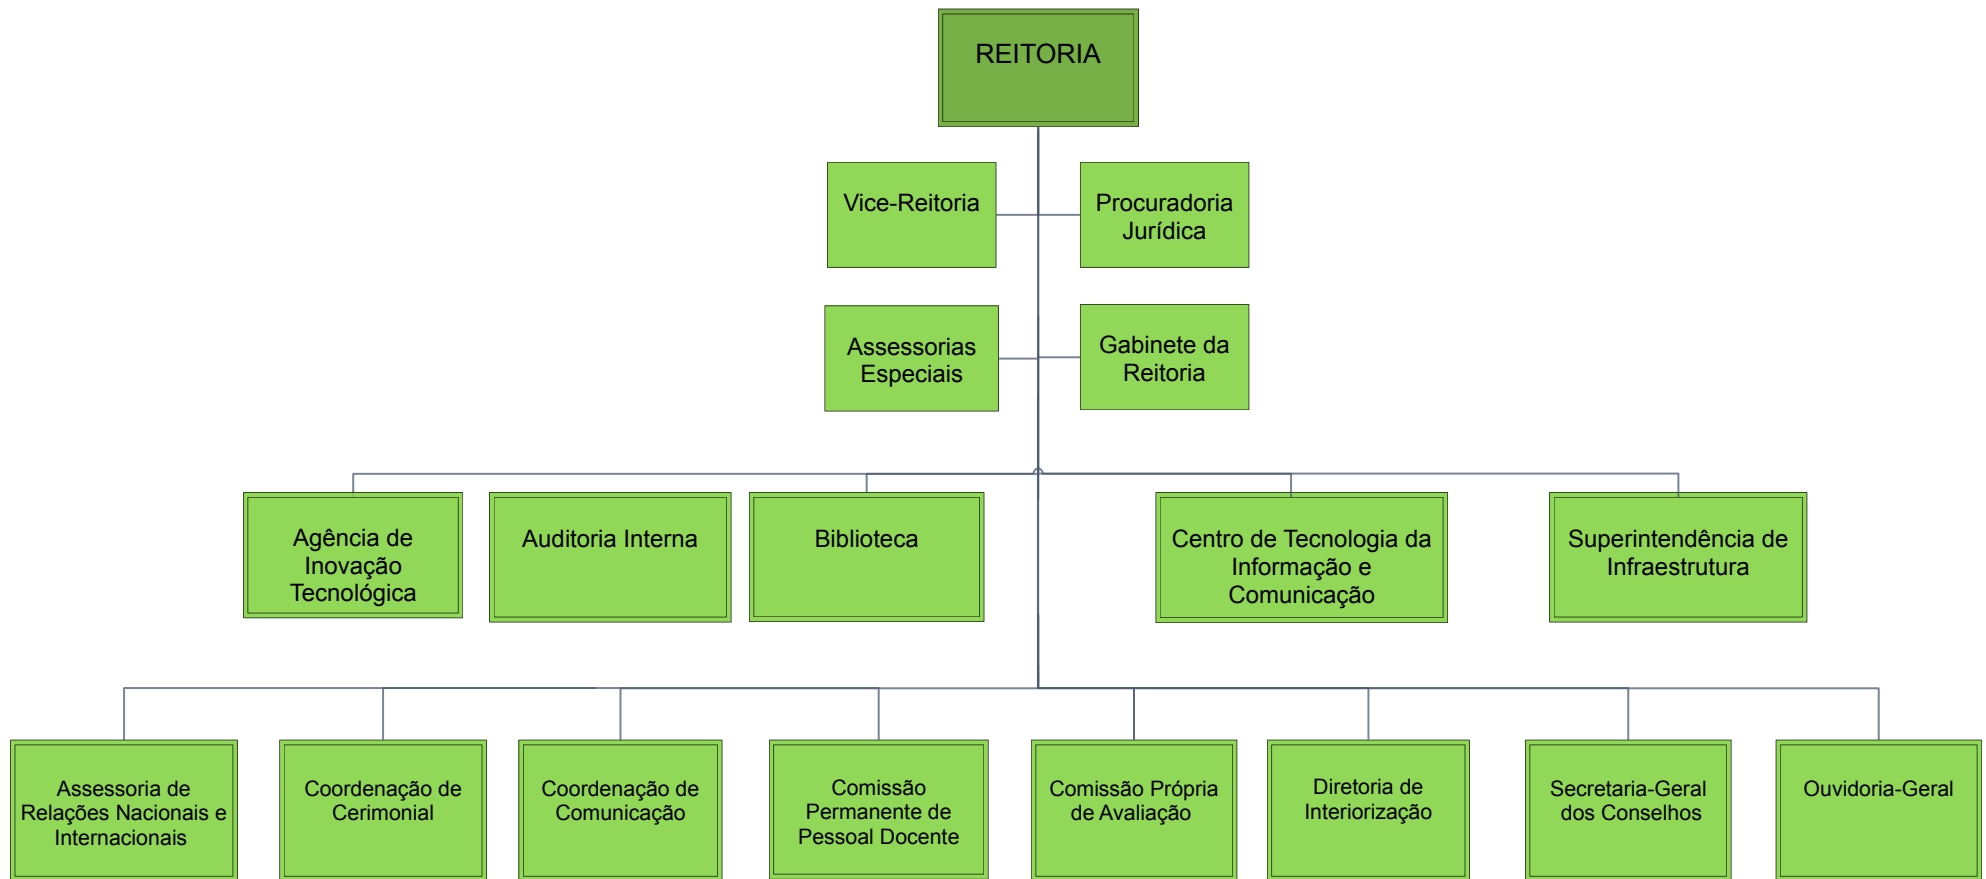 REITORIA
Vice-Reitoria
Procuradoria
Jurídica
Assessorias
Especiais
Gabinete da
Reitoria
Agência de
Inovação
Tecnológica
Auditoria Interna
Biblioteca
Centro de Tecnologia da
Informação e
Comunicação
Superintendência de
Infraestrutura
Assessoria de
Relações Nacionais e
Internacionais
Coordenação de
Cerimonial
Coordenação de
Comunicação
Comissão
Permanente de
Pessoal Docente
Comissão Própria
de Avaliação
Diretoria de
Interiorização
Secretaria-Geral
dos Conselhos
Ouvidoria-Geral